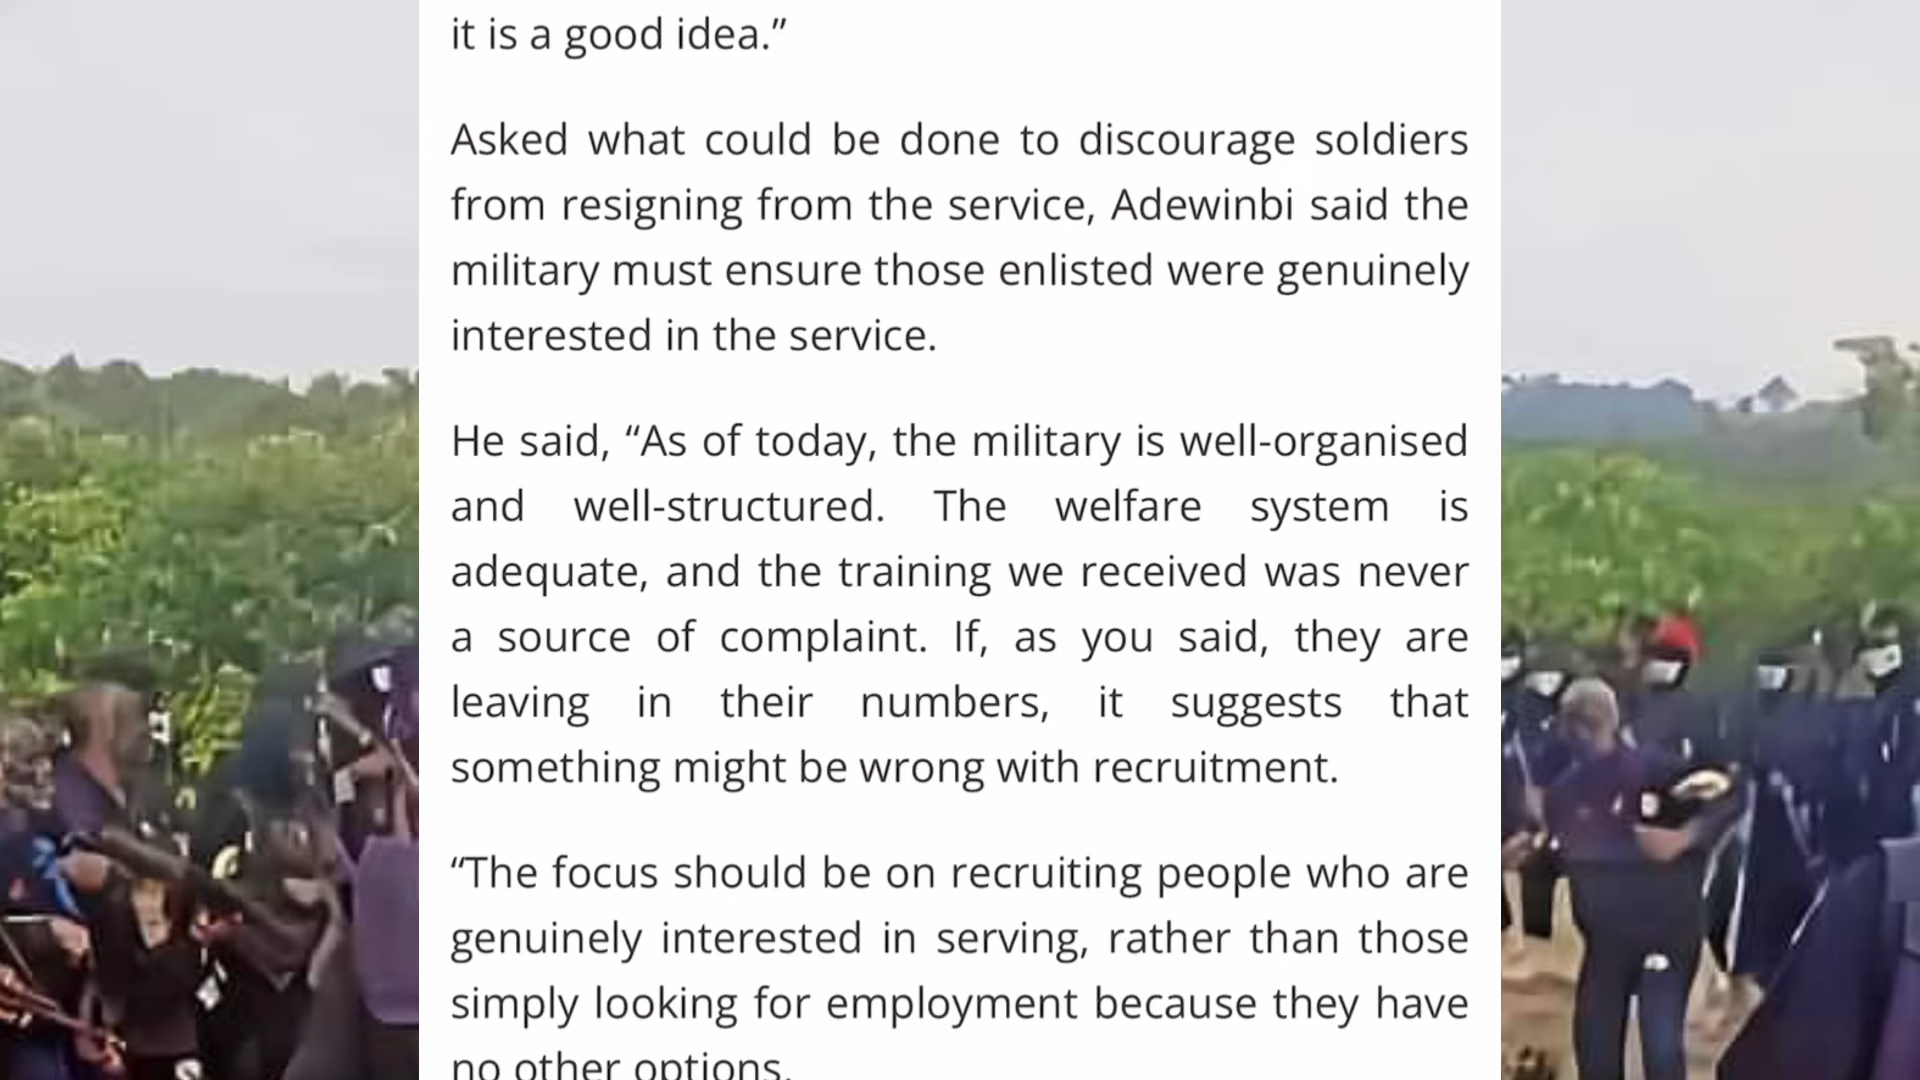 it is a good idea.”
Asked what could be done to discourage soldiers
from resigning from the service, Adewinbi said the
military must ensure those enlisted were genuinely
interested in the service.
He said, “As of today, the military is well-organised
and well-structured. The welfare system is
adequate, and the training we received was never
a source of complaint. If, as you said, they are
leaving in their numbers, it suggests that
something might be wrong with recruitment.
“The focus should be on recruiting people who are
genuinely interested in serving, rather than those
simply looking for employment because they have
no other options.